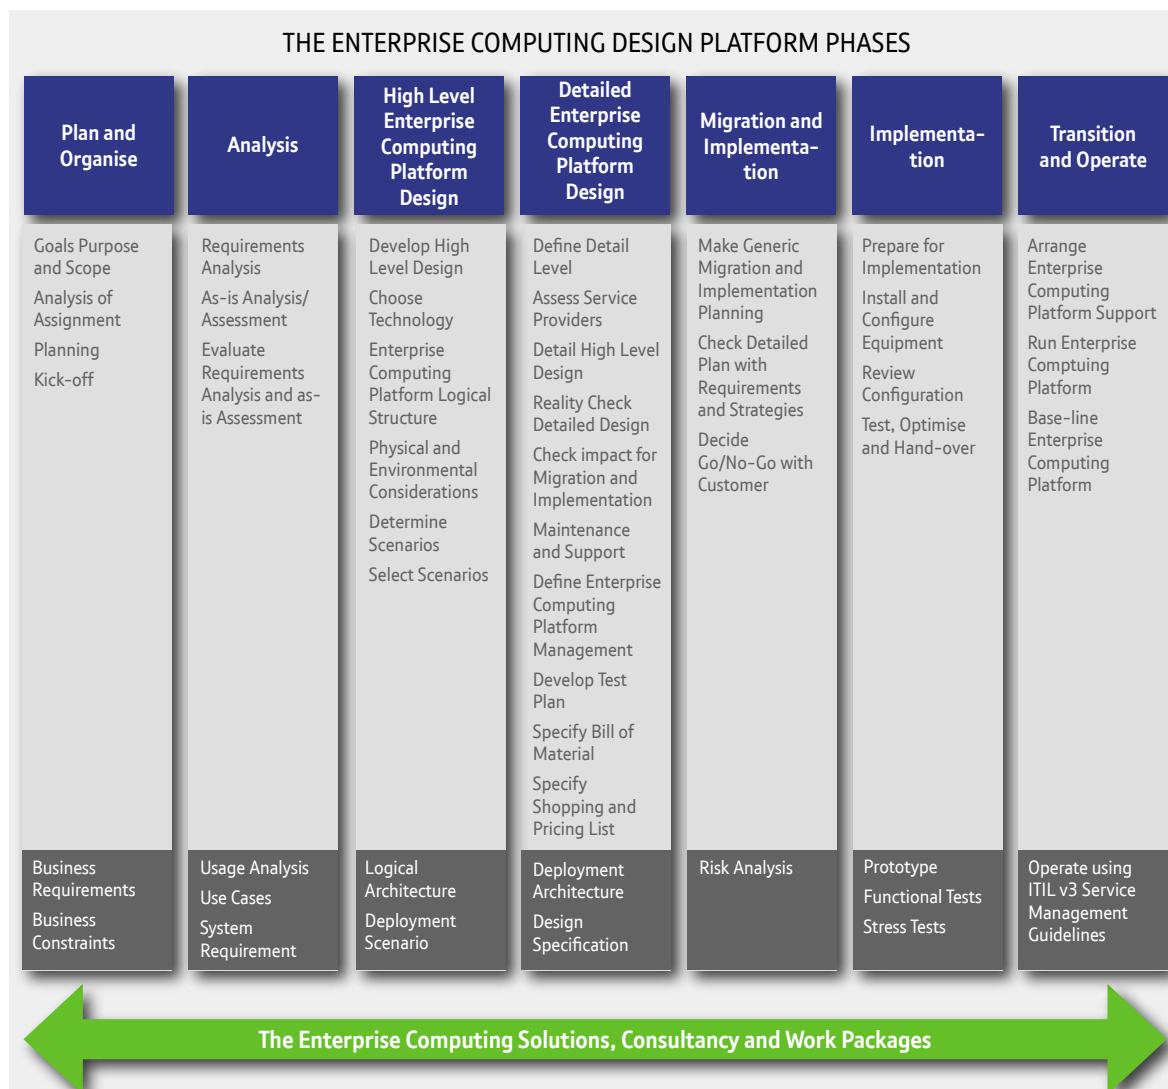 THE ENTERPRISE COMPUTING DESIGN PLATFORM PHASES
Plan and
Organise
Analysis
High Level
Enterprise
Computing
Platform
Design
Detailed
Enterprise
Computing
Platform
Design
Migration and
Implementa-
tion
Implementa-
tion
Transition
and Operate
Goals Purpose
and Scope
Analysis of
Assignment
Planning
Kick-off
Requirements
Analysis
As-is Analysis/
Assessment
Evaluate
Requirements
Analysis and as-
is Assessment
Develop High
Level Design
Choose
Technology
Enterprise
Computing
Platform Logical
Structure
Physical and
Environmental
Considerations
Determine
Scenarios
Select Scenarios
Define Detail
Level
Assess Service
Providers
Detail High Level
Design
Reality Check
Detailed Design
Check impact for
Migration and
Implementation
Maintenance
and Support
Define Enterprise
Computing
Platform
Management
Develop Test
Plan
Specify Bill of
Material
Specify
Shopping and
Pricing List
Make Generic
Migration and
Implementation
Planning
Check Detailed
Plan with
Requirements
and Strategies
Decide
Go/No-Go with
Customer
Prepare for
Implementation
Install and
Configure
Equipment
Review
Configuration
Test, Optimise
and Hand-over
Arrange
Enterprise
Computing
Platform Support
Run Enterprise
Comptuing
Platform
Base-line
Enterprise
Computing
Platform
Business
Requirements
Business
Constraints
Usage Analysis
Use Cases
System
Requirement
Logical
Architecture
Deployment
Scenario
Deployment
Architecture
Design
Specification
Risk Analysis
Prototype
Functional Tests
Stress Tests
Operate using
ITIL v3 Service
Management
Guidelines
The Enterprise Computing Solutions, Consultancy and Work Packages